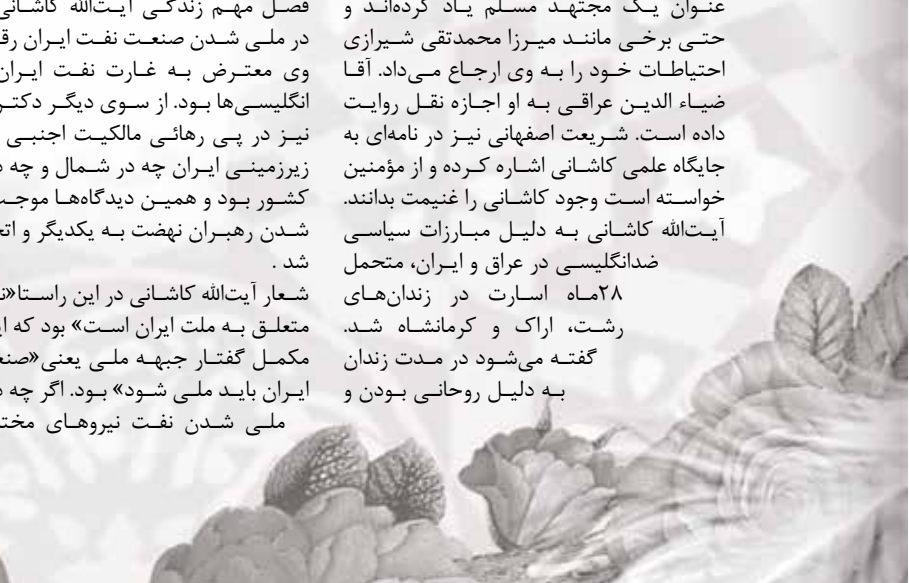 عنوان یک مجتهد مسلم یاد کرده‌اند و
حتی برخی مانند میرزا محمدتقی شیرازی
احتیاطات خود را به وی ارجاع می‌داد. آقا
ضیاء الدین عراقی به او اجازه نقل روایت
داده است. شریعت اصفهانی نیز در نامه‌ای به
جایگاه علمی کاشانی اشاره کرده و از مؤمنین
خواسته است وجود کاشانی را غنیمت بدانند.
آیت‌الله کاشانی به دلیل مبارزات سیاسی
ضدانگلیسی در عراق و ایران، متحمل
۲۸ماه اسارت در زندان‌های
رشت، اراک و کرمانشاه شد.
گفته می‌شود در مدت زندان
به دلیل روحانی بودن و
فصل مهم زندگی آیت‌الله کاشانی
در ملی شدن صنعت نفت ایران
وی معترض به غارت نفت ایران
انگلیسی‌ها بود. از سوی دیگر
نیز در پی رهائی مالکیت اجنبی
زیرزمینی ایران چه در شمال و چه
کشور بود و همین دیدگاه‌ها
شدن رهبران نهضت به یکدیگر و
شد .
شعار آیت‌الله کاشانی در این راستا«
متعلق به ملت ایران است» بود که
مکمل گفتار جبهه ملی یعنی«
ایران باید ملی شود» بود. اگر چه
ملی شدن نفت نیروهای